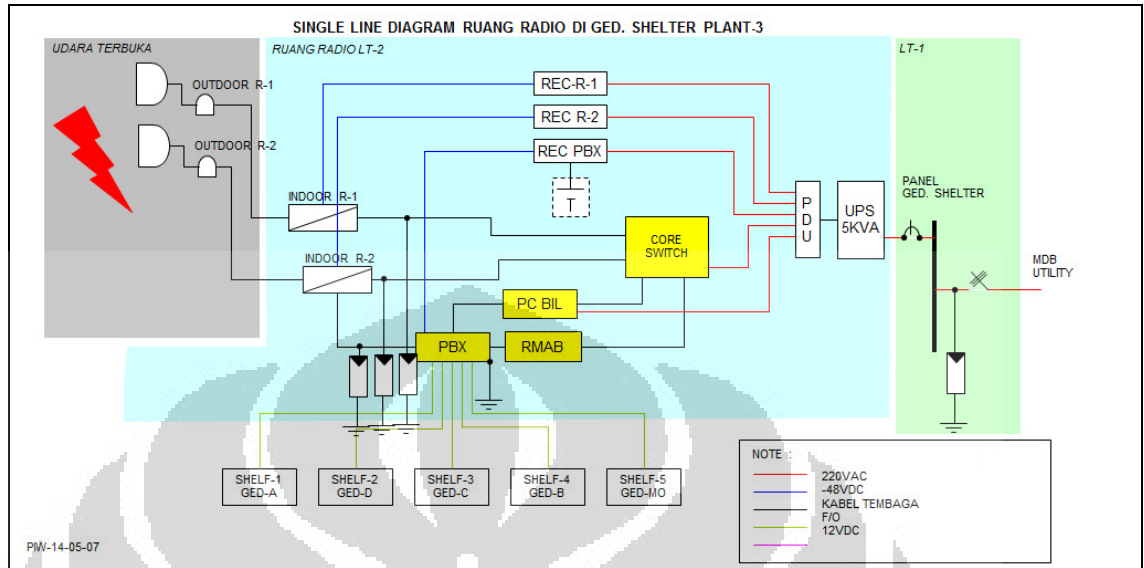 SINGLE LINE DIAGRAM RUANG RADIO DI GED. SHELTER PLANT-3
UDARA TERBUKA
RUANG RADIO LT-2
LT-1
OUTDOOR R-1
OUTDOOR R-2
REC-R-1
REC R-2
REC PBX
T
INDOOR R-1
INDOOR R-2
CORE
SWITCH
PC BIL
PBX
RMAB
P
D
U
UPS
5KVA
PANEL
GED. SHELTER
MDB
UTILITY
SHELF-1
GED-A
SHELF-2
GED-D
SHELF-3
GED-C
SHELF-4
GED-B
SHELF-5
GED-MO
NOTE :
220VAC
-48VDC
KABEL TEMBAGA
F/O
12VDC
PIW-14-05-07